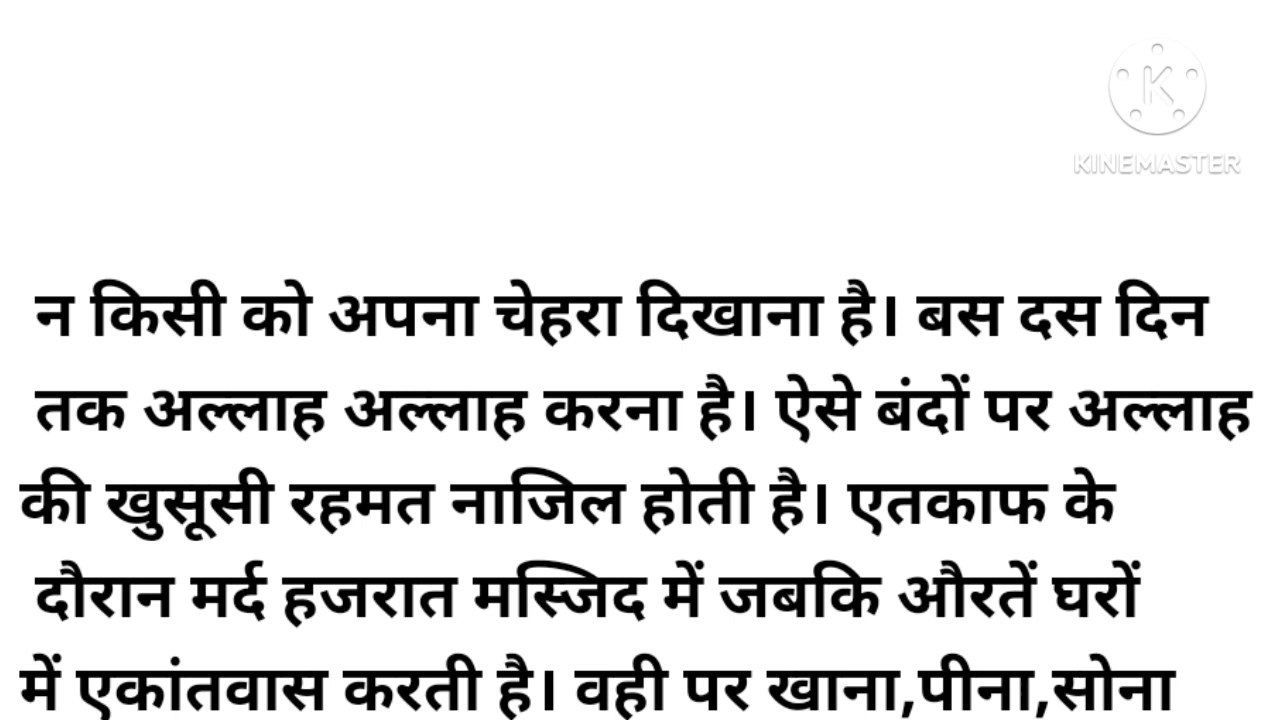 K
KINEMASTER
न किसी को अपना चेहरा दिखाना है। बस दस दिन
तक अल्लाह अल्लाह करना है। ऐसे बंदों पर अल्लाह
की खुसूसी रहमत नाजिल होती है। एतकाफ के
दौरान मर्द हजरात मस्जिद में जबकि औरतें घरों
में एकांतवास करती है। वही पर खाना,पीना,सोना